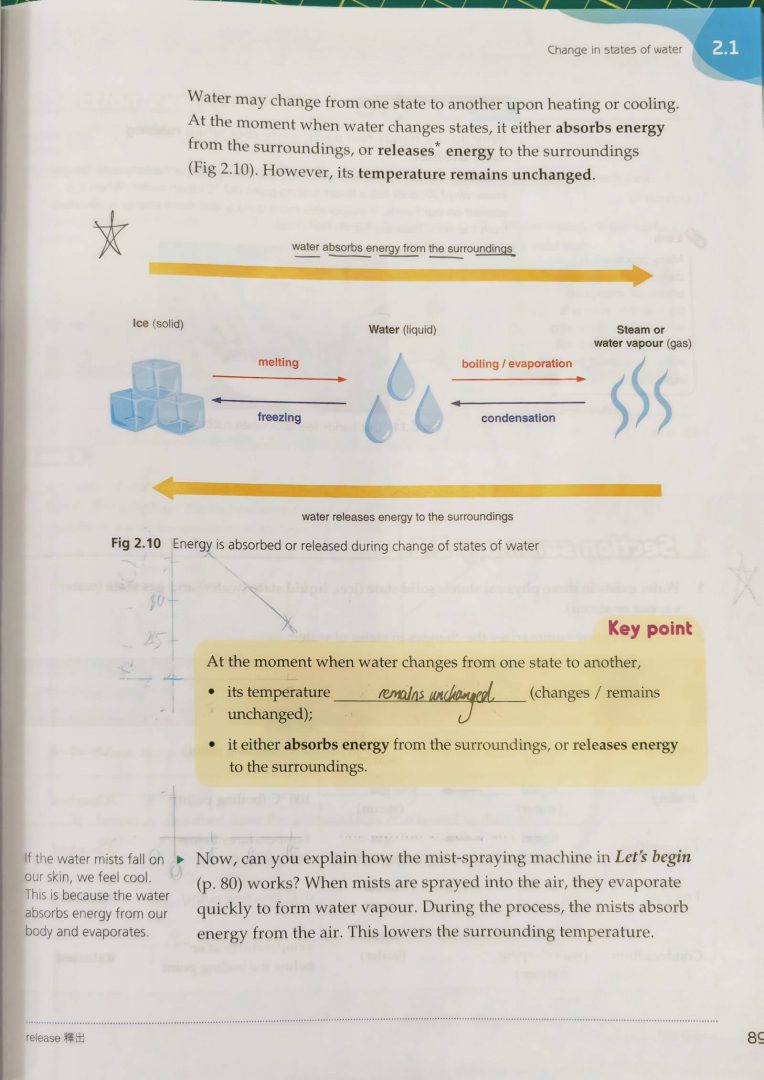 Change in states of water 2.1
Water may change from one state to another upon heating or cooling.
At the moment when water changes states, it either absorbs energy
from the surroundings, or releases* energy to the surroundings
(Fig 2.10). However, its temperature remains unchanged.
water absorbs energy from the surroundings
Ice (solid)
Water (liquid)
Steam or
water vapour (gas)
melting
boiling / evaporation
freezing
condensation
water releases energy to the surroundings
Fig 2.10 Energy is absorbed or released during change of states of water
Key point
At the moment when water changes from one state to another,
• its temperature remains unchanged (changes / remains
unchanged);
• it either absorbs energy from the surroundings, or releases energy
to the surroundings.
If the water mists fall on
our skin, we feel cool.
This is because the water
absorbs energy from our
body and evaporates.
Now, can you explain how the mist-spraying machine in Let's begin
(p. 80) works? When mists are sprayed into the air, they evaporate
quickly to form water vapour. During the process, the mists absorb
energy from the air. This lowers the surrounding temperature.
release 釋出
89